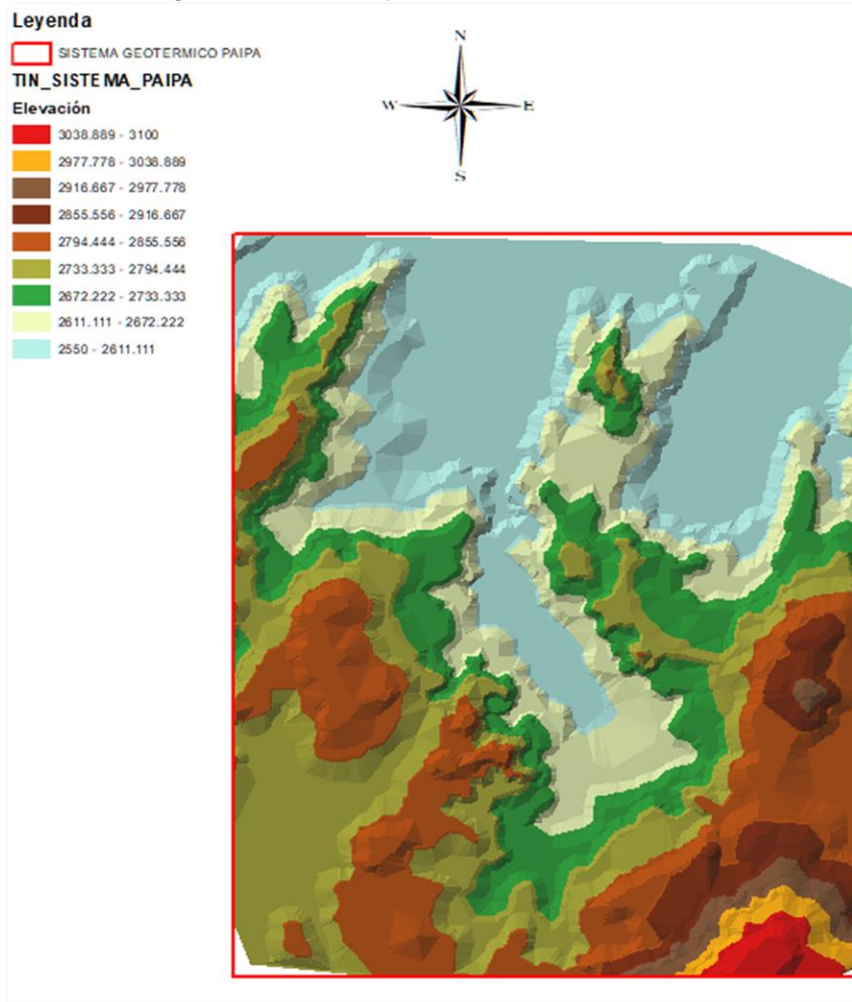 Leyenda
SISTEMA GEOTERMICO PAIPA
TIN_SISTEMA_PAIPA
Elevación
3038.889 - 3100
2977.778 - 3038.889
2916.667 - 2977.778
2855.556 - 2916.667
2794.444 - 2855.556
2733.333 - 2794.444
2672.222 - 2733.333
2611.111 - 2672.222
2550 - 2611.111
N
W E
S